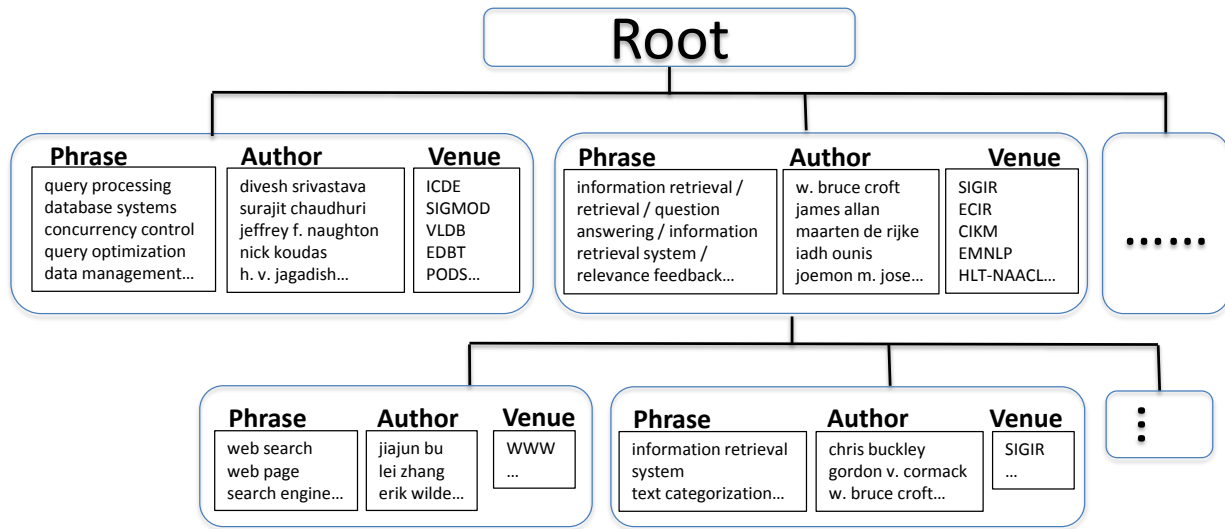 Root
Phrase
query processing
database systems
concurrency control
query optimization
data management...
Author
divesh srivastava
surajit chaudhuri
jeffrey f. naughton
nick koudas
h. v. jagadish...
Venue
ICDE
SIGMOD
VLDB
EDBT
PODS...
Phrase
information retrieval /
retrieval / question
answering / information
retrieval system /
relevance feedback...
Author
w. bruce croft
james allan
maarten de rijke
iadh ounis
joemon m. jose...
Venue
SIGIR
ECIR
CIKM
EMNLP
HLT-NAACL...
......
Phrase
web search
web page
search engine...
Author
jiajun bu
lei zhang
erik wilde...
Venue
WWW
...
Phrase
information retrieval
system
text categorization...
Author
chris buckley
gordon v. cormack
w. bruce croft...
Venue
SIGIR
...
⋮